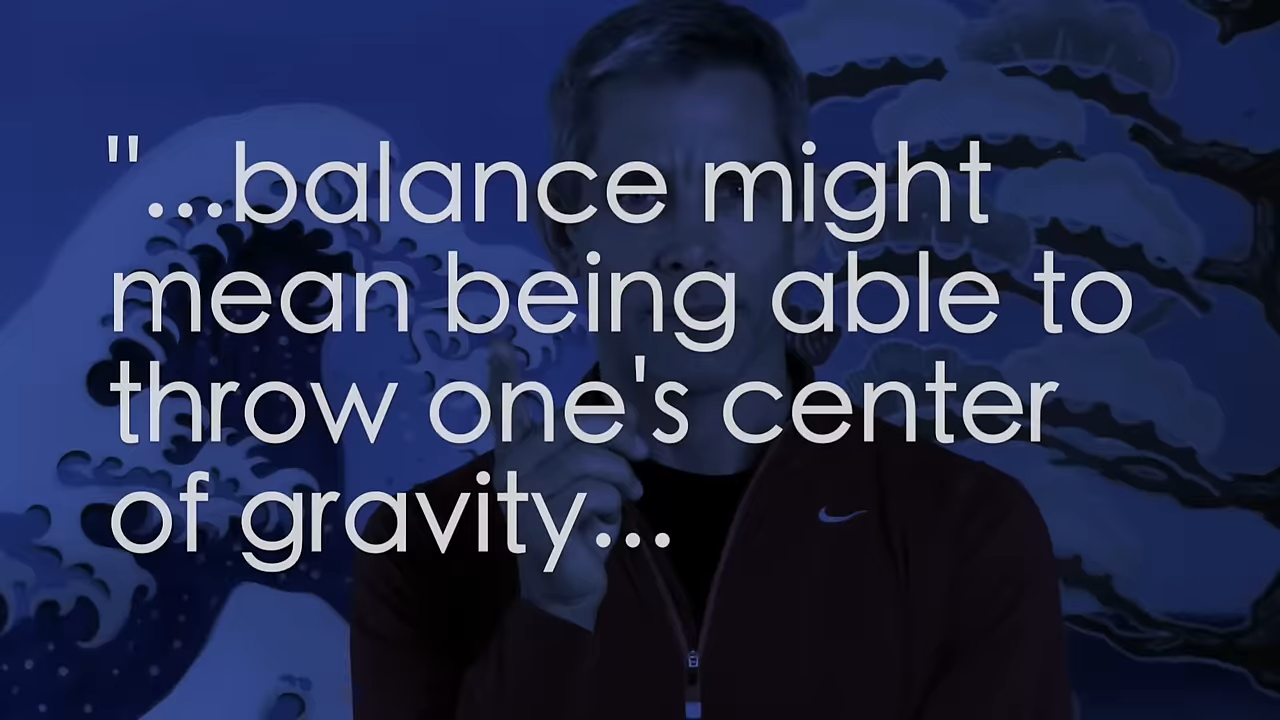 "...balance might
mean being able to
throw one's center
of gravity...